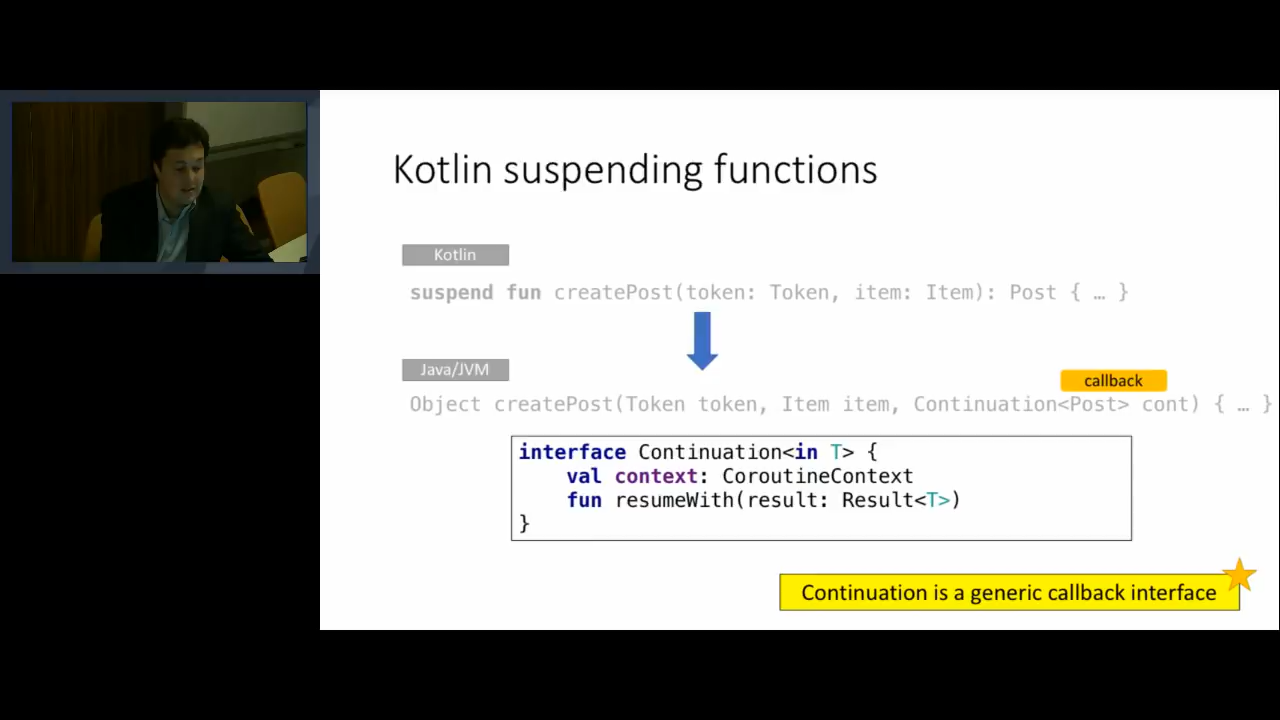 Kotlin suspending functions
Kotlin
suspend fun createPost(token: Token, item: Item): Post { … }
Java/JVM
callback
Object createPost(Token token, Item item, Continuation<Post> cont) { … }
interface Continuation<in T> {
    val context: CoroutineContext
    fun resumeWith(result: Result<T>)
}
Continuation is a generic callback interface